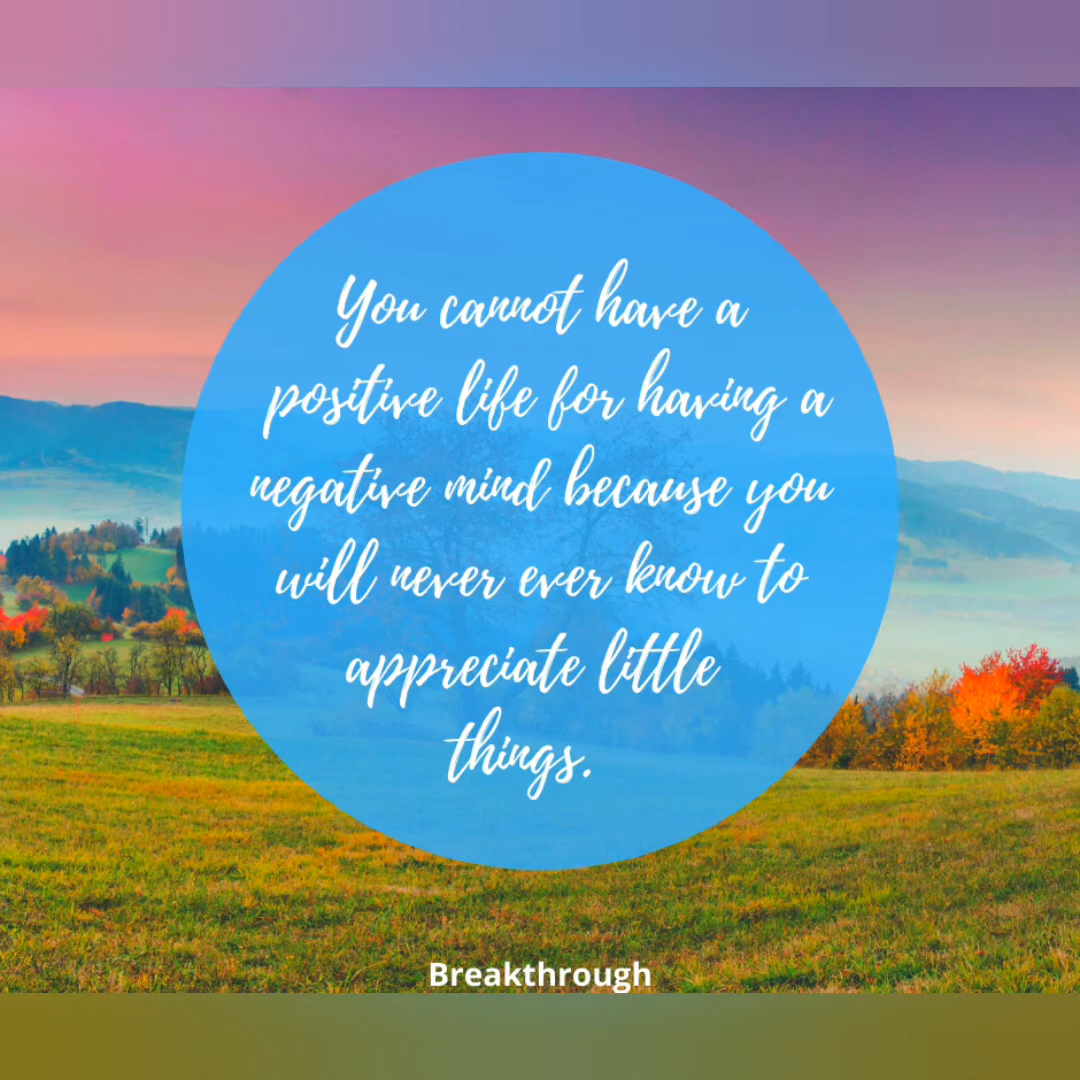 You cannot have a
positive life for having a
negative mind because you
will never ever know to
appreciate little
things.
Breakthrough